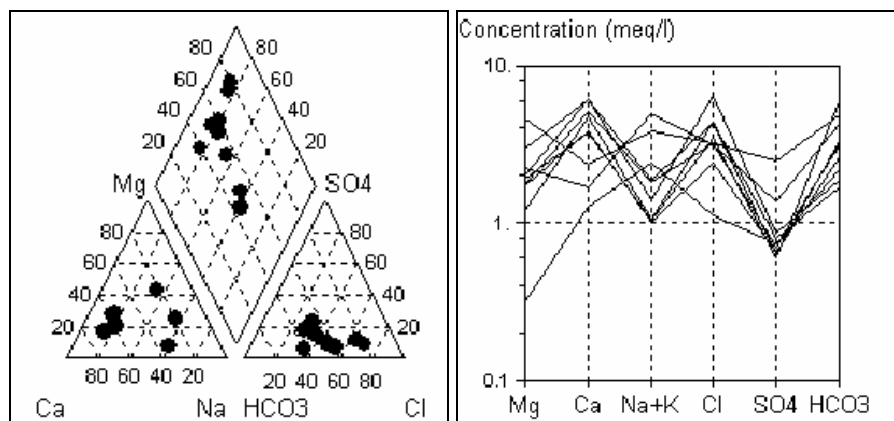 80 80
60 60
40 40
20 20
Mg SO4
80 80
60 60
40 40
20 20
80 60 40 20 20 40 60 80
Ca Na HCO3 Cl
Concentration (meq/l)
10.
1.
0.1
Mg Ca Na+K Cl SO4 HCO3